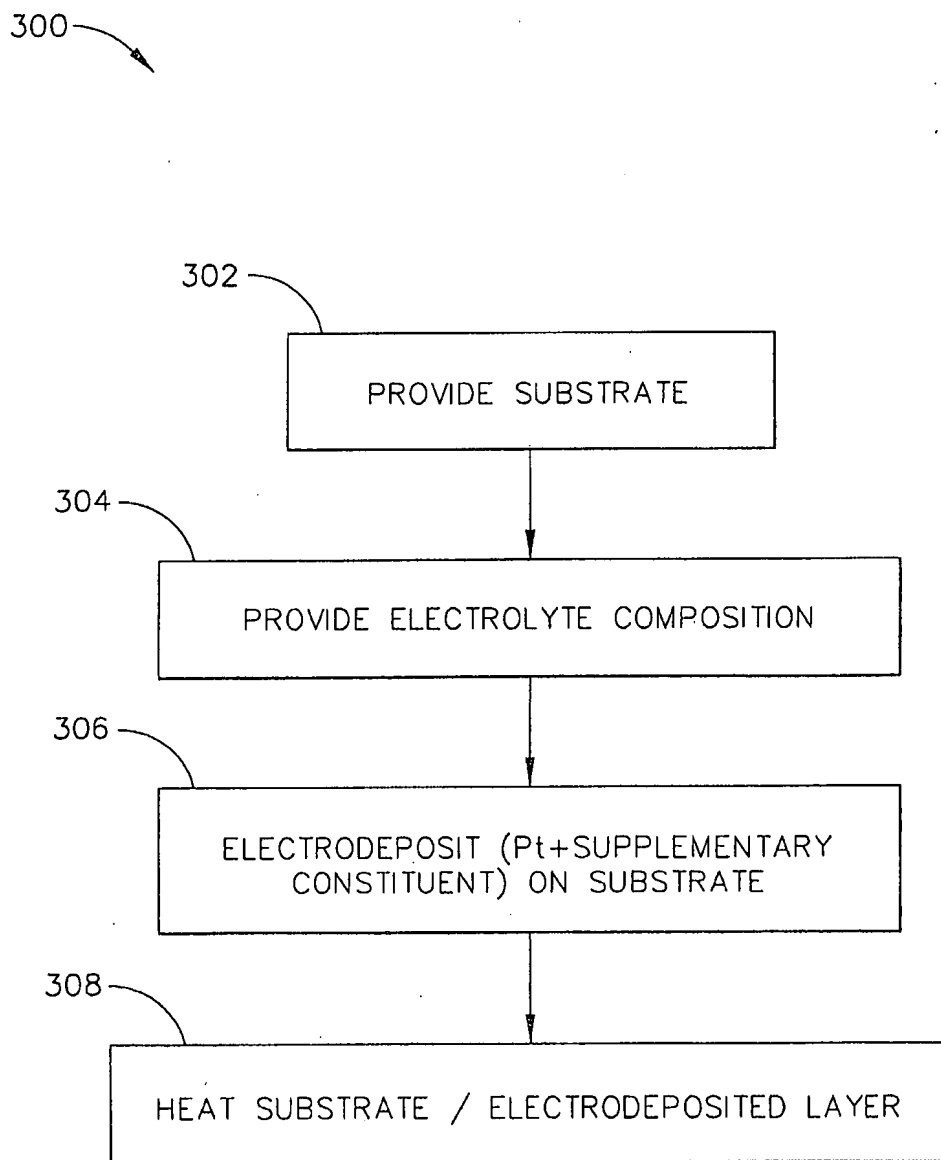 300
302
PROVIDE SUBSTRATE
304
PROVIDE ELECTROLYTE COMPOSITION
306
ELECTRODEPOSIT (Pt+SUPPLEMENTARY
CONSTITUENT) ON SUBSTRATE
308
HEAT SUBSTRATE / ELECTRODEPOSITED LAYER